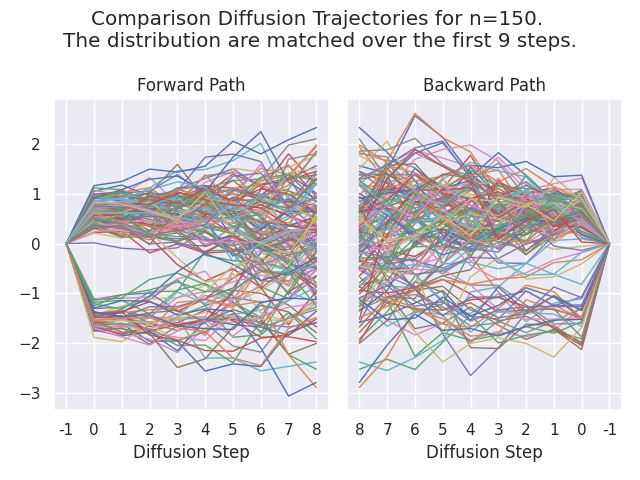 Comparison Diffusion Trajectories for n=150.
The distribution are matched over the first 9 steps.
Forward Path
Backward Path
2
1
0
−1
−2
−3
-1 0 1 2 3 4 5 6 7 8
8 7 6 5 4 3 2 1 0 -1
Diffusion Step
Diffusion Step